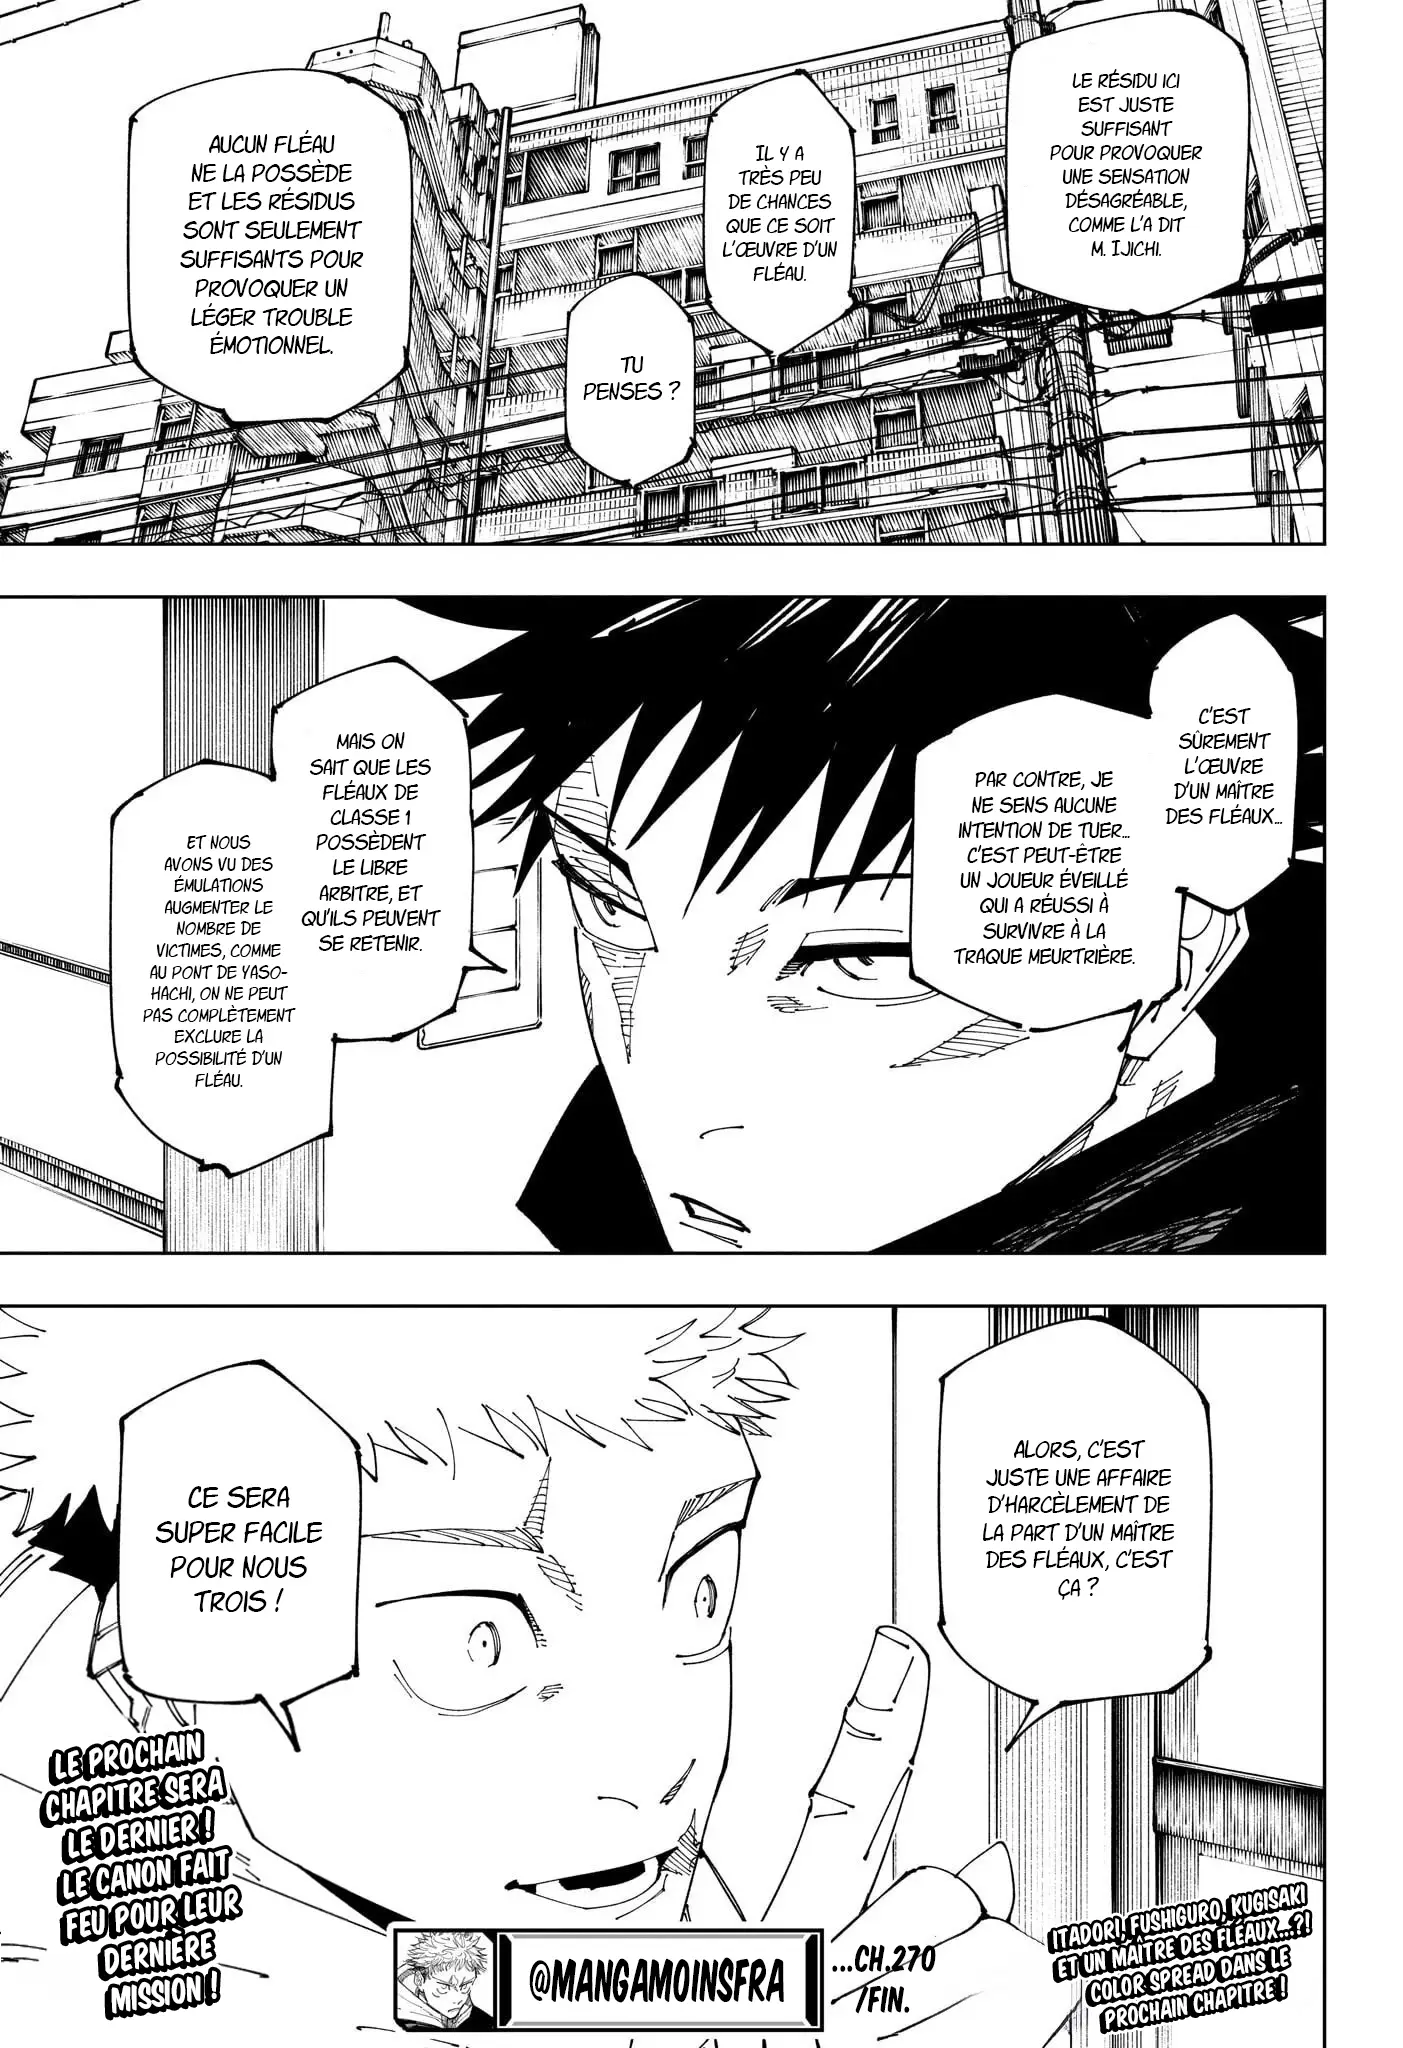 LE RÉSIDU ICI
EST JUSTE
SUFFISANT
POUR PROVOQUER
UNE SENSATION
DÉSAGRÉABLE,
COMME L'A DIT
M. IJICHI.
IL Y A
TRÈS PEU
DE CHANCES
QUE CE SOIT
L'ŒUVRE D'UN
FLÉAU.
TU
PENSES ?
AUCUN FLÉAU
NE LA POSSÈDE
ET LES RÉSIDUS
SONT SEULEMENT
SUFFISANTS POUR
PROVOQUER UN
LÉGER TROUBLE
ÉMOTIONNEL.
C'EST
SÛREMENT
L'ŒUVRE
D'UN MAÎTRE
DES FLÉAUX...
PAR CONTRE, JE
NE SENS AUCUNE
INTENTION DE TUER...
C'EST PEUT-ÊTRE
UN JOUEUR ÉVEILLÉ
QUI A RÉUSSI À
SURVIVRE À LA
TRAQUE MEURTRIÈRE.
MAIS ON
SAIT QUE LES
FLÉAUX DE
CLASSE 1
POSSÈDENT
LE LIBRE
ARBITRE, ET
QU'ILS PEUVENT
SE RETENIR.
ET NOUS
AVONS VU DES
ÉMULATIONS
AUGMENTER LE
NOMBRE DE
VICTIMES, COMME
AU PONT DE YASO-
HACHI, ON NE PEUT
PAS COMPLÈTEMENT
EXCLURE LA
POSSIBILITÉ D'UN
FLÉAU.
ALORS, C'EST
JUSTE UNE AFFAIRE
D'HARCÈLEMENT DE
LA PART D'UN MAÎTRE
DES FLÉAUX, C'EST
ÇA ?
CE SERA
SUPER FACILE
POUR NOUS
TROIS !
ITADORI, FUSHIGURO, KUGISAKI
ET UN MAÎTRE DES FLÉAUX...?!
COLOR SPREAD DANS LE
PROCHAIN CHAPITRE !
...CH.270
/FIN.
@MANGAMOINSFRA
LE PROCHAIN
CHAPITRE SERA
LE DERNIER !
LE CANON FAIT
FEU POUR LEUR
DERNIÈRE
MISSION !